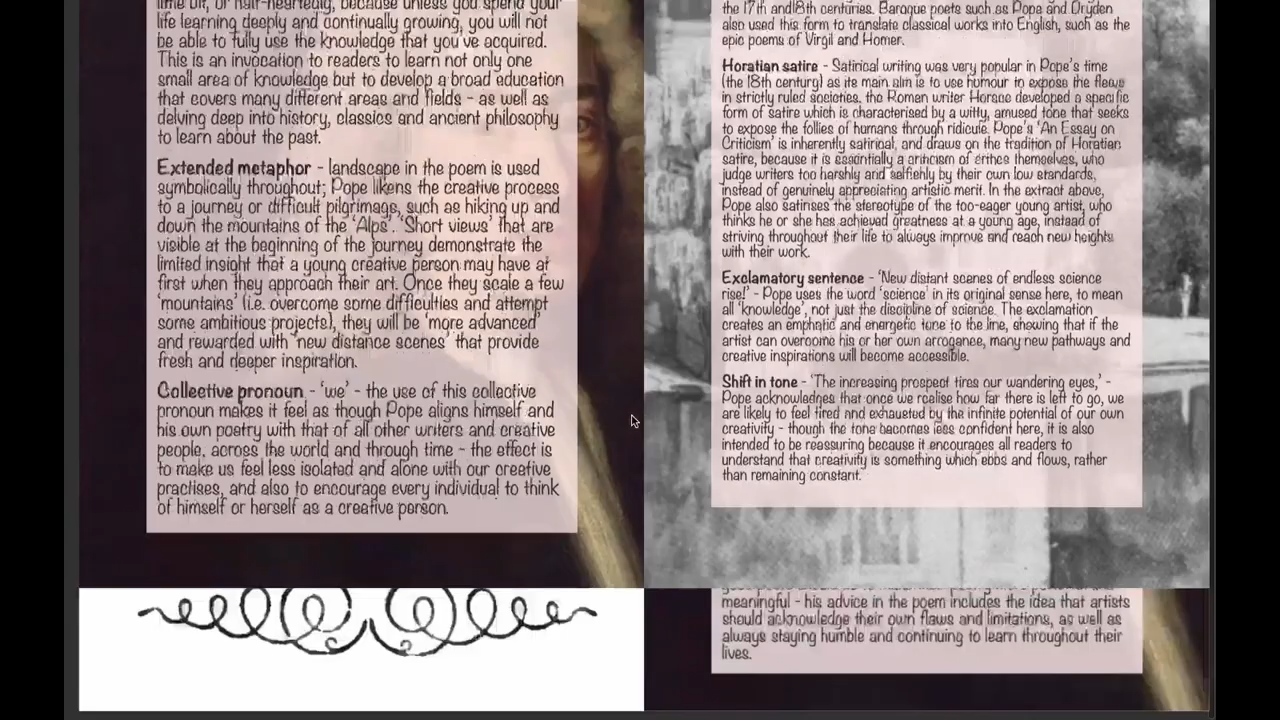 little bit, or half-heartedly, because unless you spend your
life learning deeply and continually growing, you will not
be able to fully use the knowledge that you've acquired.
This is an invocation to readers to learn not only one
small area of knowledge but to develop a broad education
that covers many different areas and fields - as well as
delving deep into history, classics and ancient philosophy
to learn about the past.
Extended metaphor - landscape in the poem is used
symbolically throughout; Pope likens the creative process
to a journey or difficult pilgrimage, such as hiking up and
down the mountains of the 'Alps'. 'Short views' that are
visible at the beginning of the journey demonstrate the
limited insight that a young creative person may have at
first when they approach their art. Once they scale a few
'mountains' (i.e. overcome some difficulties and attempt
some ambitious projects), they will be 'more advanced'
and rewarded with 'new distance scenes' that provide
fresh and deeper inspiration.
Collective pronoun - 'we' - the use of this collective
pronoun makes it feel as though Pope aligns himself and
his own poetry with that of all other writers and creative
people, across the world and through time - the effect is
to make us feel less isolated and alone with our creative
practises, and also to encourage every individual to think
of himself or herself as a creative person.
the 17th and18th centuries. Baroque poets such as Pope and Dryden
also used this form to translate classical works into English, such as the
epic poems of Virgil and Homer.
Horatian satire - Satirical writing was very popular in Pope's time
(the 18th century) as its main aim is to use humour to expose the flaws
in strictly ruled societies. the Roman writer Horace developed a specific
form of satire which is characterised by a witty, amused tone that seeks
to expose the follies of humans through ridicule. Pope's 'An Essay on
Criticism' is inherently satirical, and draws on the tradition of Horatian
satire, because it is essentially a criticism of critics themselves, who
judge writers too harshly and selfishly by their own low standards,
instead of genuinely appreciating artistic merit. In the extract above,
Pope also satirises the stereotype of the too-eager young artist, who
thinks he or she has achieved greatness at a young age, instead of
striving throughout their life to always improve and reach new heights
with their work.
Exclamatory sentence - 'New distant scenes of endless science
rise!' - Pope uses the word 'science' in its original sense here, to mean
all 'knowledge', not just the discipline of science. The exclamation
creates an emphatic and energetic tone to the line, showing that if the
artist can overcome his or her own arrogance, many new pathways and
creative inspirations will become accessible.
Shift in tone - 'The increasing prospect tires our wandering eyes,' -
Pope acknowledges that once we realise how far there is left to go, we
are likely to feel tired and exhausted by the infinite potential of our own
creativity - though the tone becomes less confident here, it is also
intended to be reassuring because it encourages all readers to
understand that creativity is something which ebbs and flows, rather
than remaining constant.
meaningful - his advice in the poem includes the idea that artists
should acknowledge their own flaws and limitations, as well as
always staying humble and continuing to learn throughout their
lives.